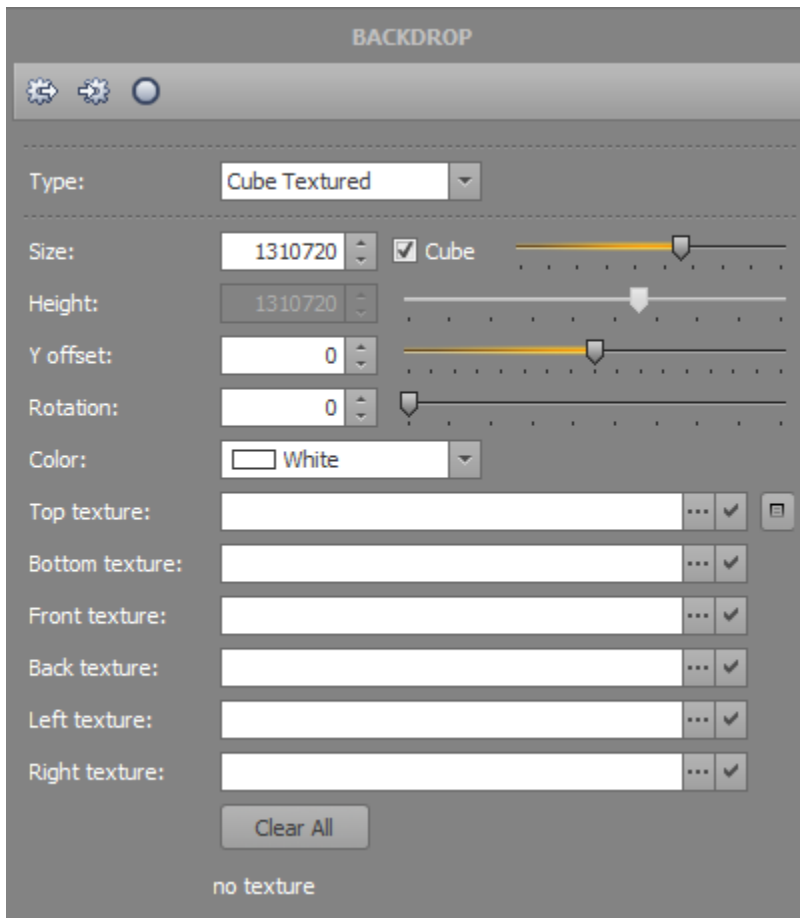 BACKDROP
Type: Cube Textured
Size: 1310720 Cube
Height: 1310720
Y offset: 0
Rotation: 0
Color: White
Top texture:
Bottom texture:
Front texture:
Back texture:
Left texture:
Right texture:
Clear All
no texture